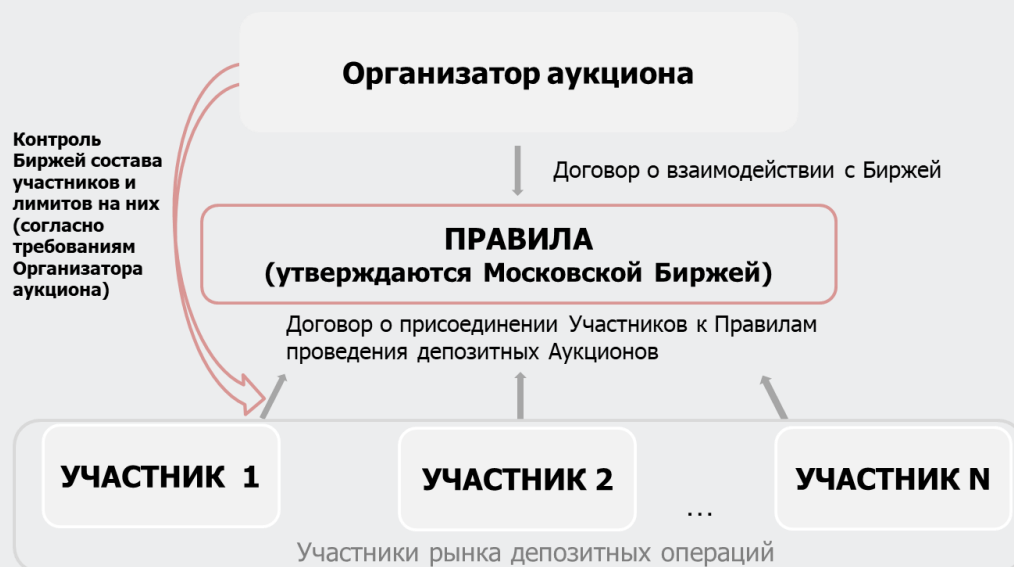 Организатор аукциона
Контроль
Биржей состава
участников и
лимитов на них
(согласно
требованиям
Организатора
аукциона)
Договор о взаимодействии с Биржей
ПРАВИЛА
(утверждаются Московской Биржей)
Договор о присоединении Участников к Правилам
проведения депозитных Аукционов
УЧАСТНИК 1
УЧАСТНИК 2
...
УЧАСТНИК N
Участники рынка депозитных операций